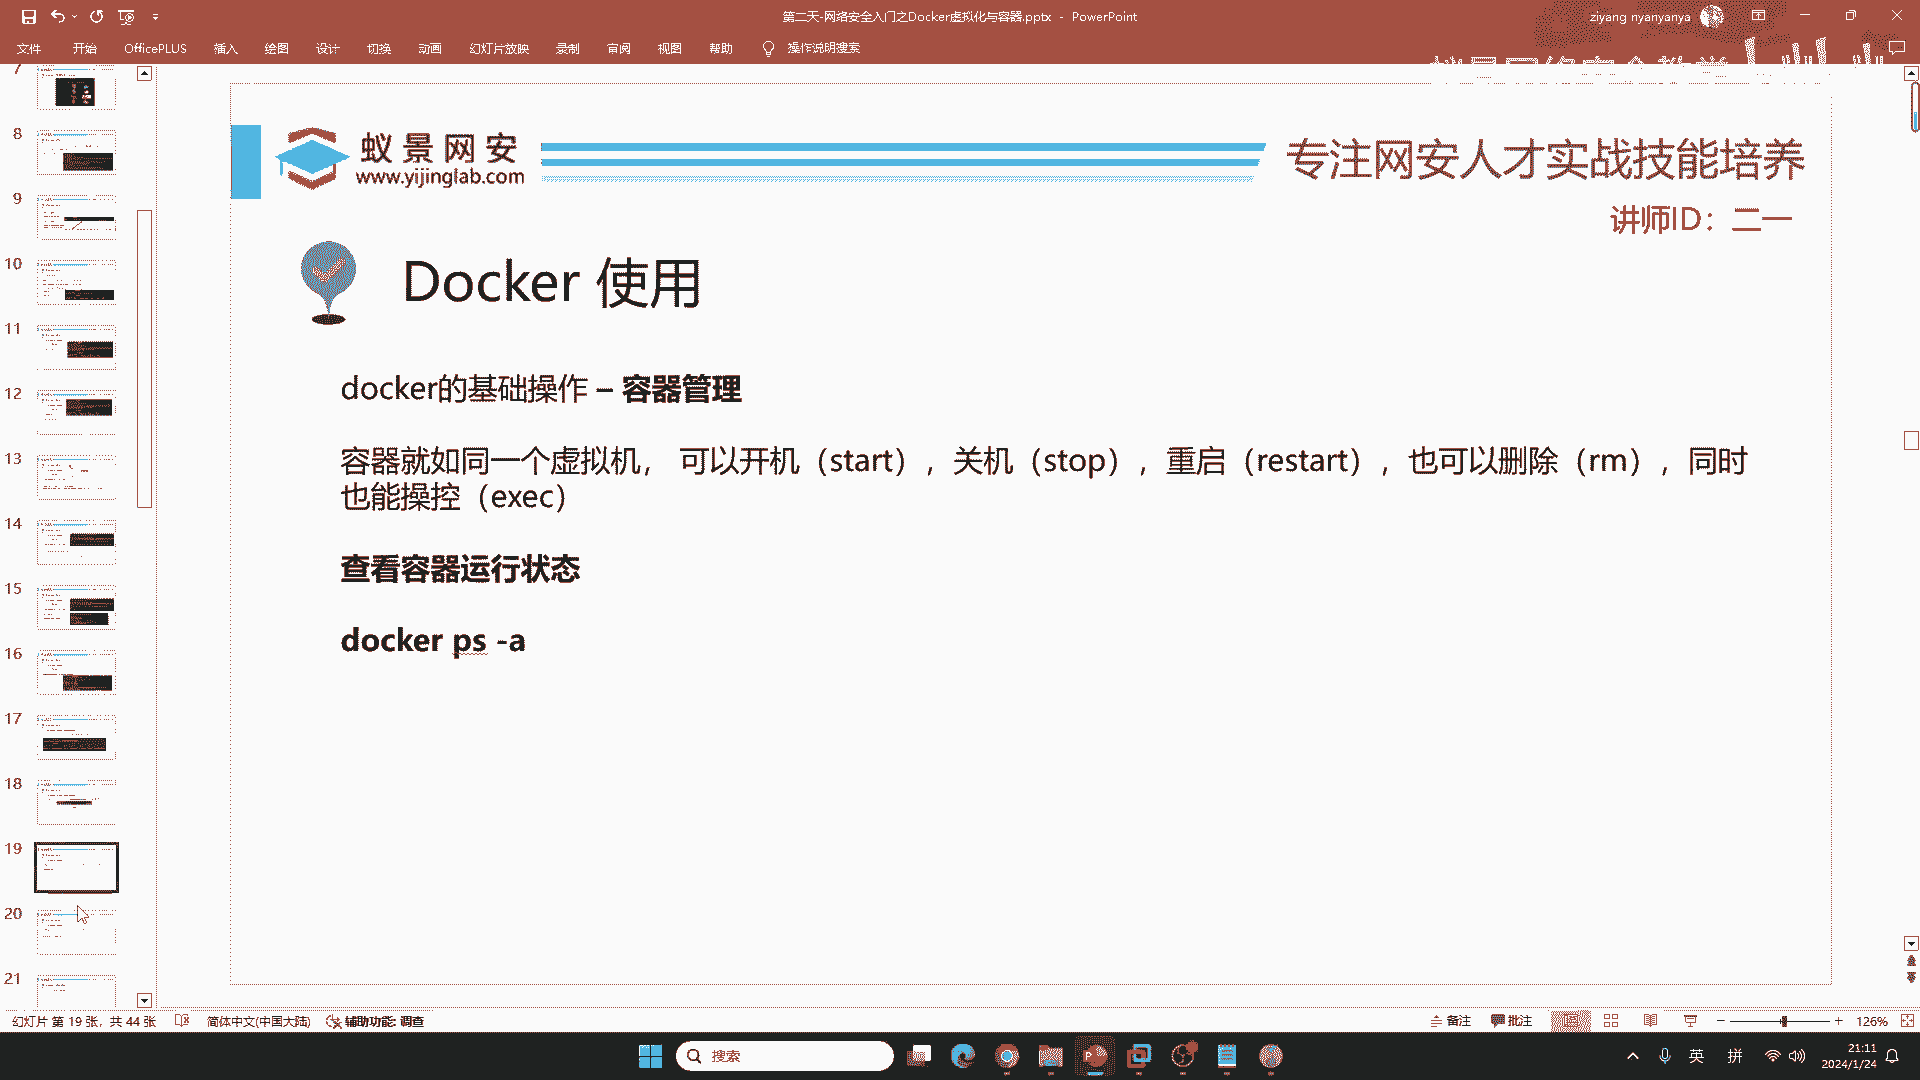 第二天-网络安全入门之Docker虚拟化与容器.pptx - PowerPoint
ziyang nyanyanya
文件 开始 OfficePLUS 插入 绘图 设计 切换 动画 幻灯片放映 录制 审阅 视图 帮助 操作说明搜索
7
8
9
10
11
12
13
14
15
16
17
18
19
20
21
蚁景网安
www.yijinglab.com
专注网安人才实战技能培养
讲师ID：二一
Docker 使用
docker的基础操作 – 容器管理
容器就如同一个虚拟机， 可以开机（start），关机（stop），重启（restart），也可以删除（rm），同时
也能操控（exec）
查看容器运行状态
docker ps -a
幻灯片 第 19 张，共 44 张 简体中文(中国大陆) 辅助功能: 调查
备注 批注 126%
搜索
英 拼
21:11
2024/1/24